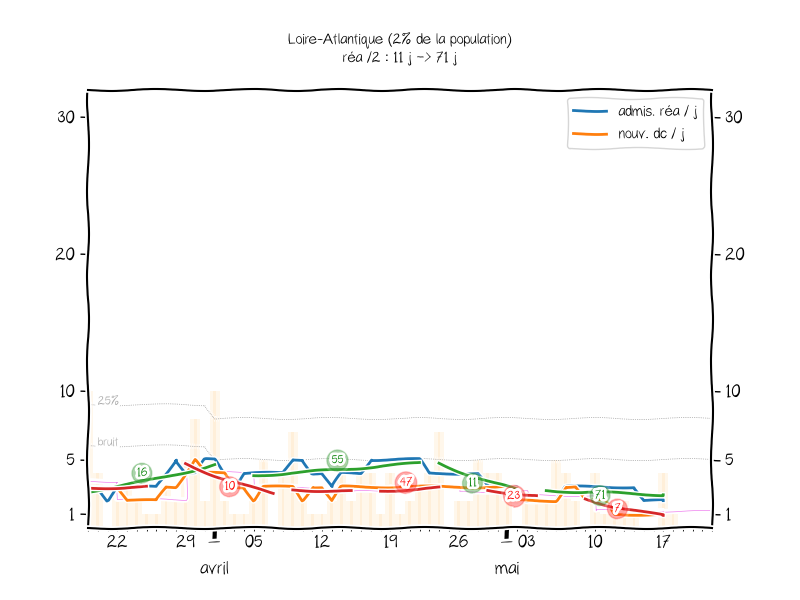 Loire-Atlantique (2% de la population)
réa /2 : 11 j -> 71 j
admis. réa / j
nouv. dc / j
30 30
20 20
10 10
25%
bruit
5 5
1 1
16 10 55 47 11 23 71 7
22 29 05 12 19 26 03 10 17
avril mai